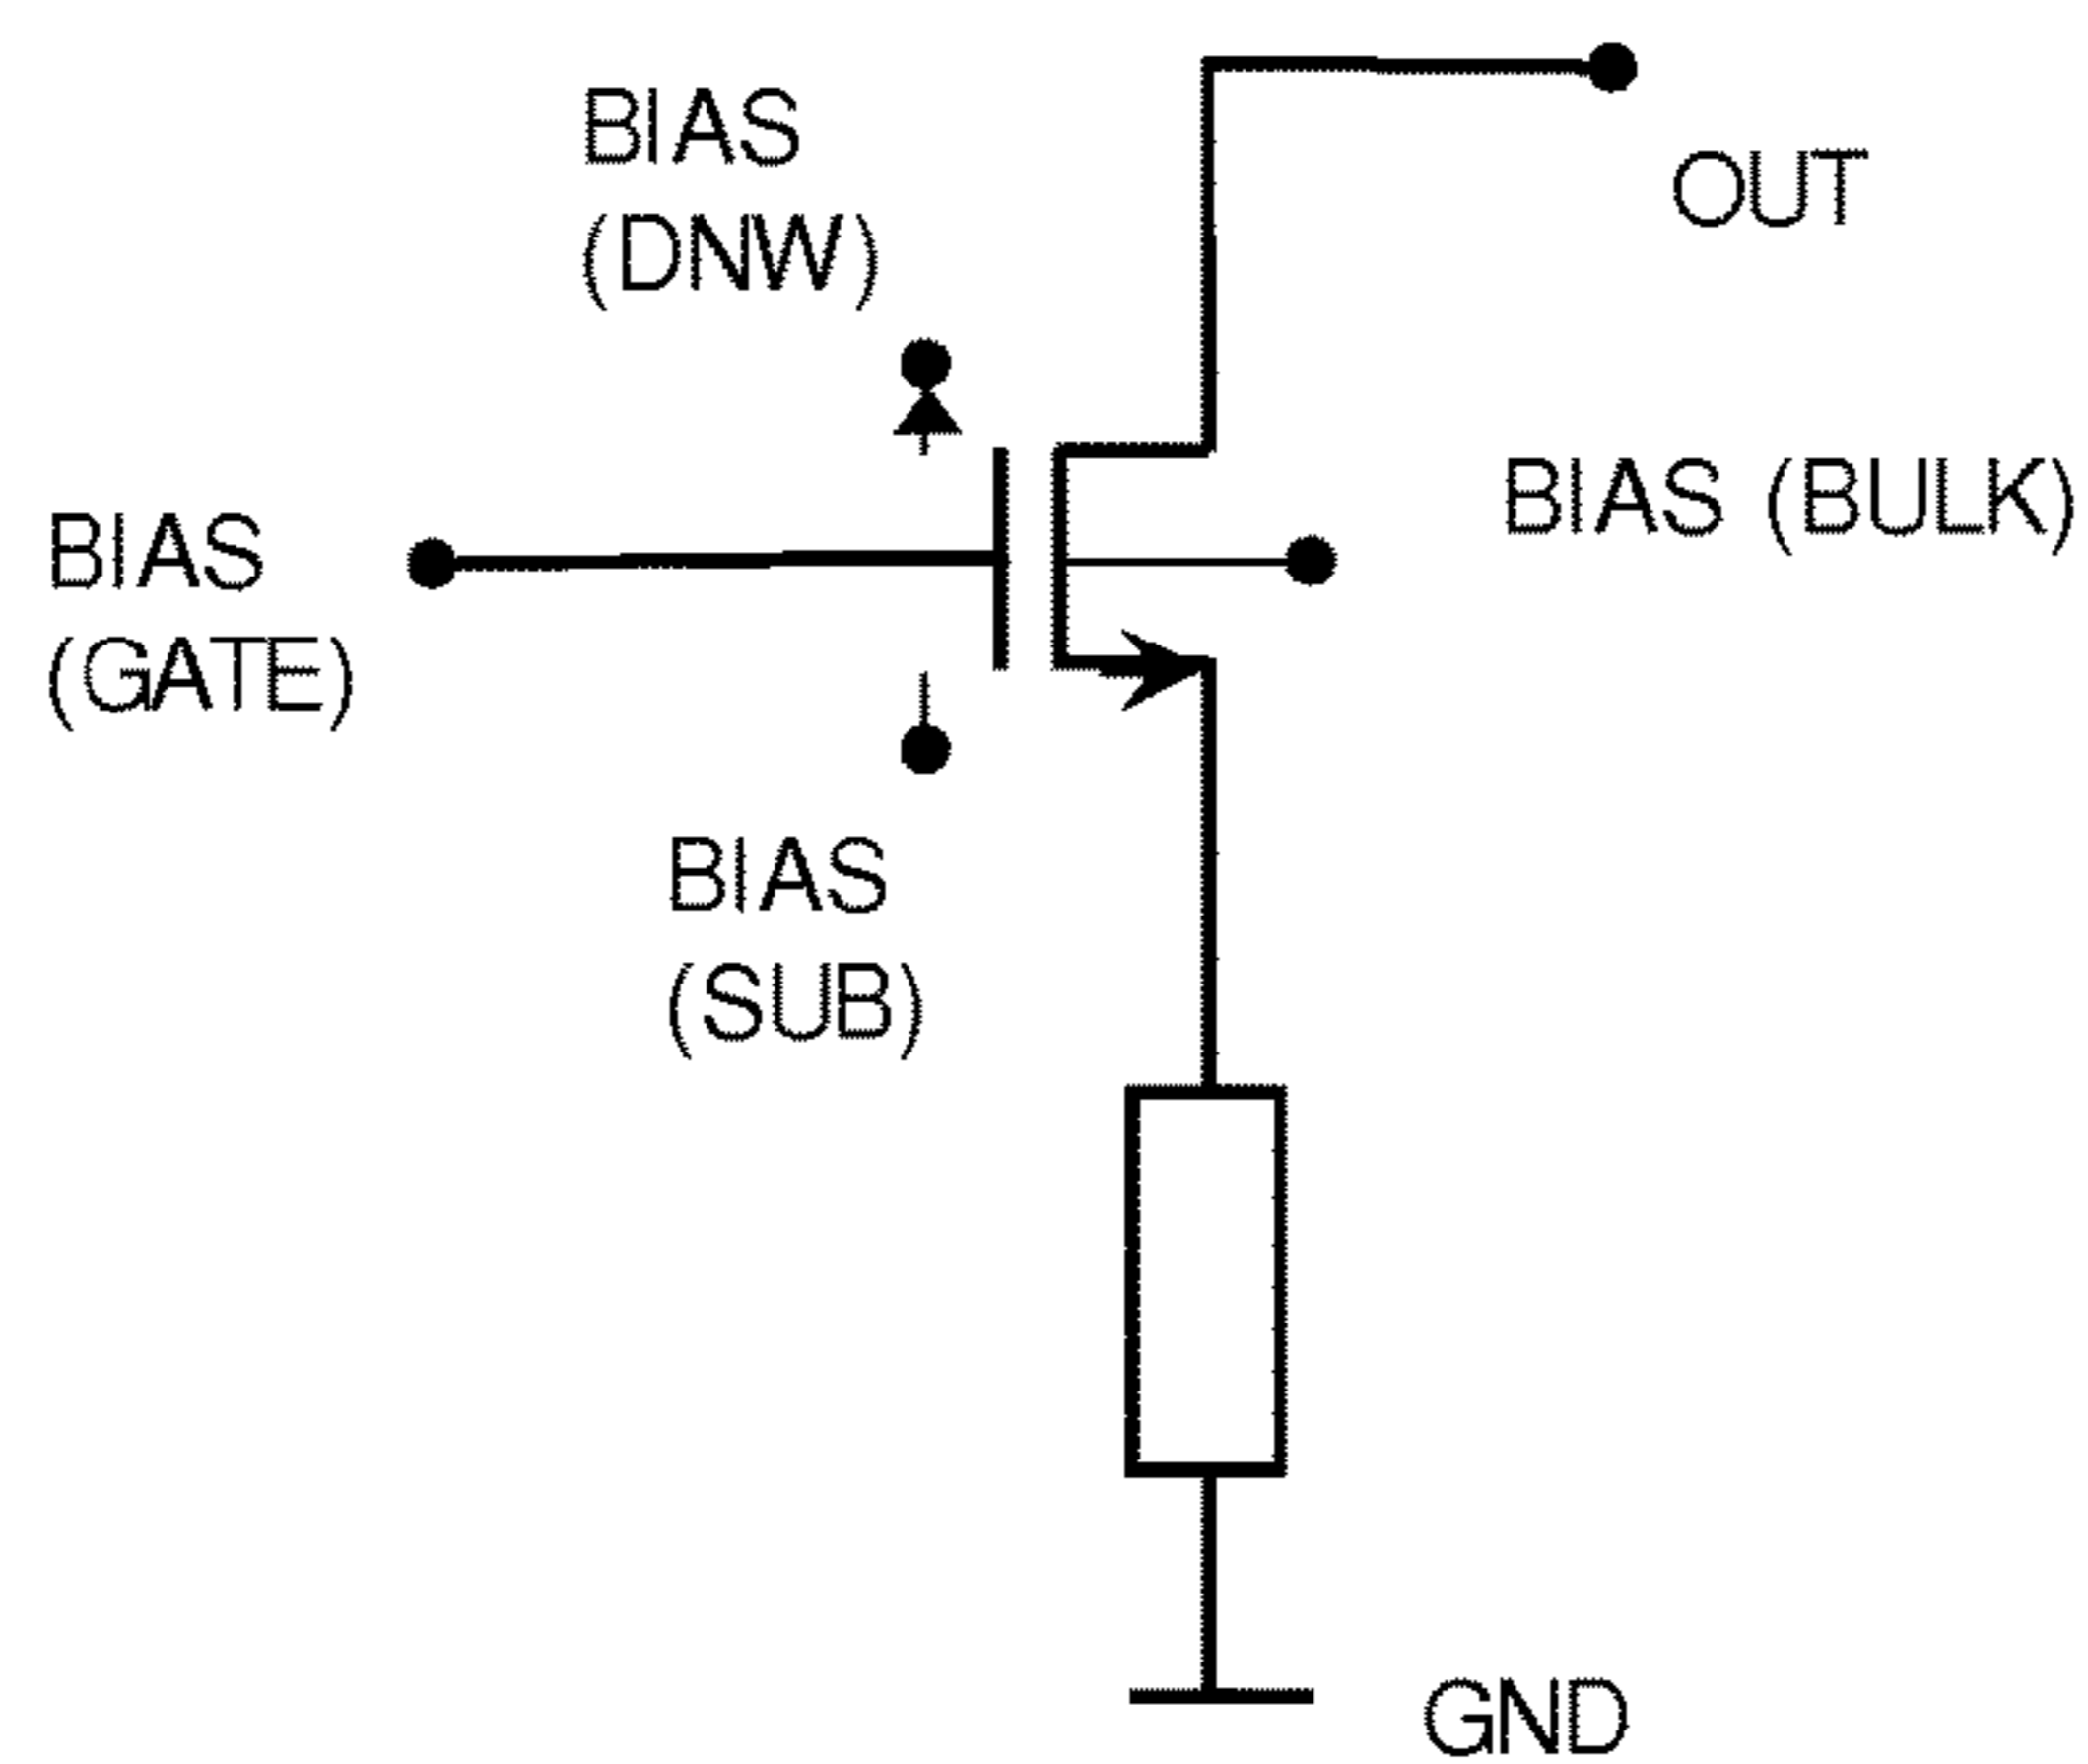 BIAS
(DNW)
OUT
BIAS (BULK)
BIAS
(GATE)
BIAS
(SUB)
GND